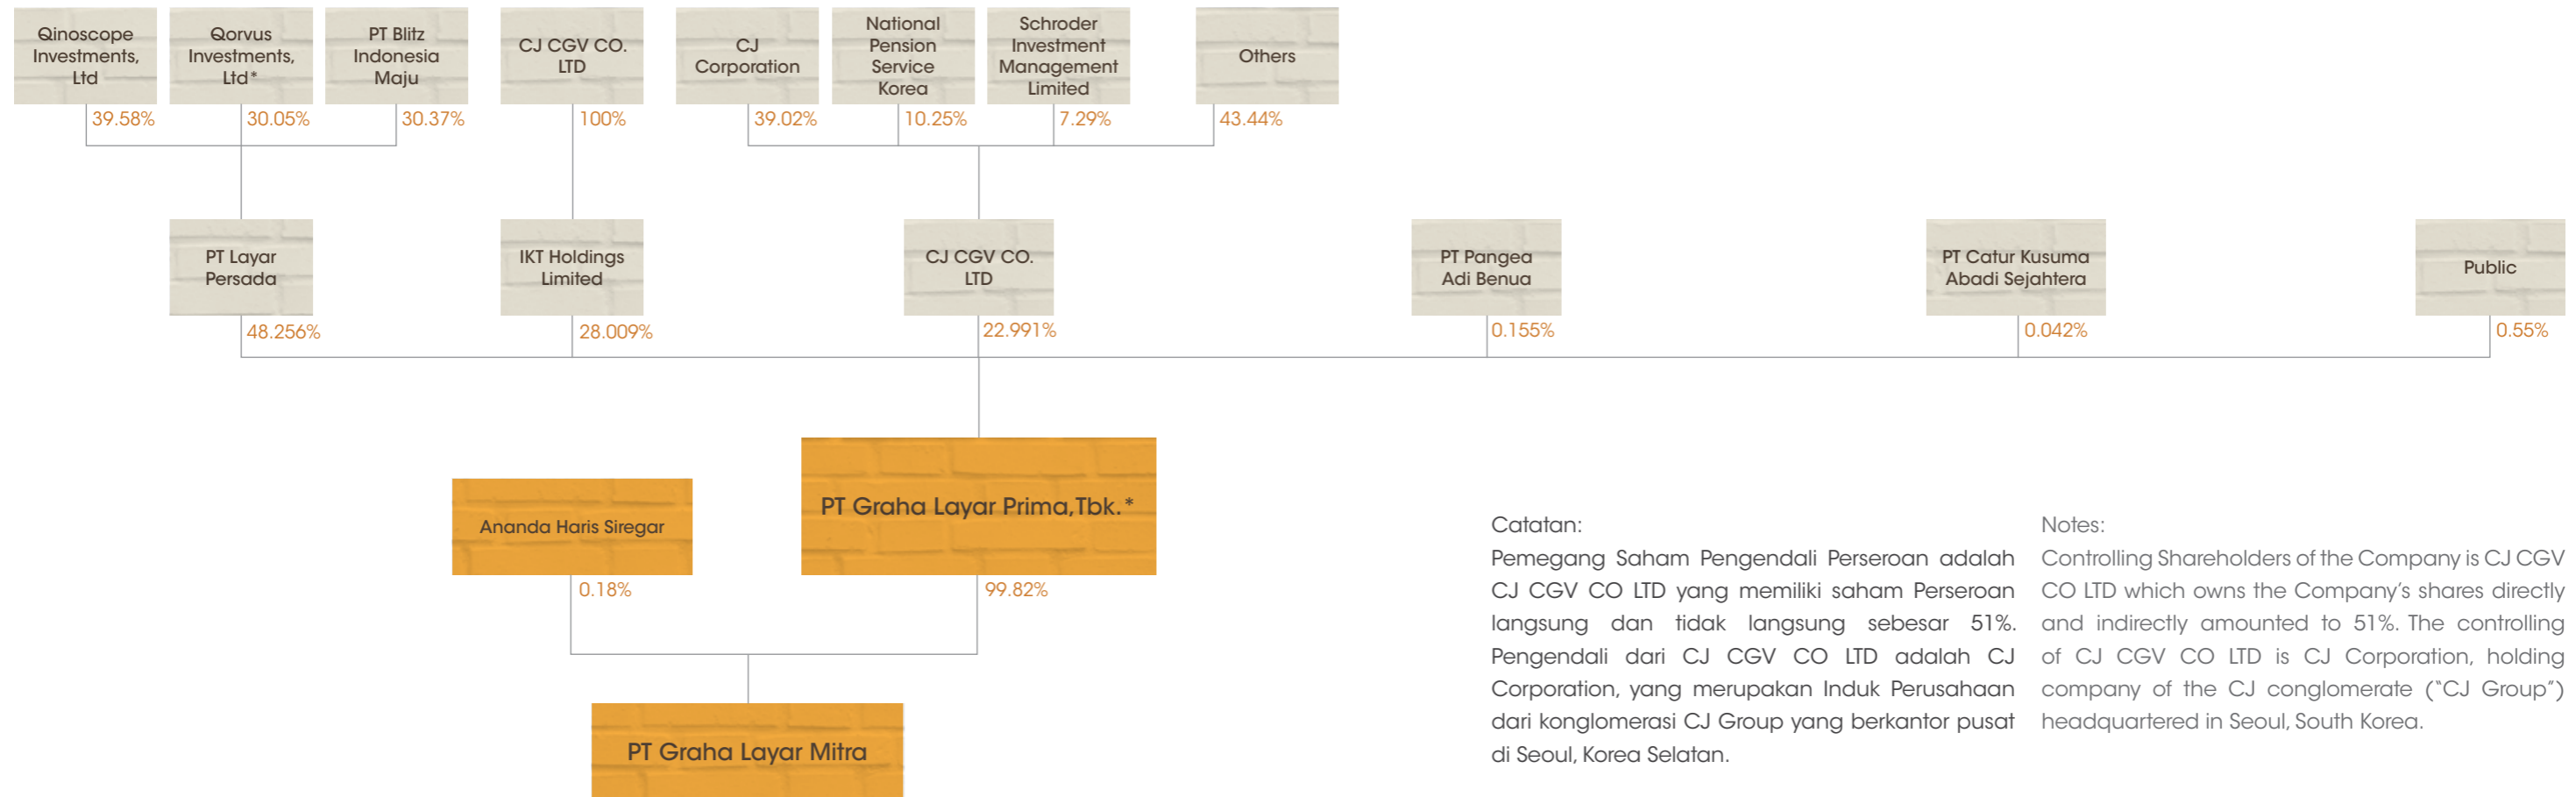 Qinoscope
Investments,
Ltd
Qorvus
Investments,
Ltd*
PT Blitz
Indonesia
Maju
CJ CGV CO.
LTD
CJ
Corporation
National
Pension
Service
Korea
Schroder
Investment
Management
Limited
Others
39.58%
30.05%
30.37%
100%
39.02%
10.25%
7.29%
43.44%
PT Layar
Persada
IKT Holdings
Limited
CJ CGV CO.
LTD
PT Pangea
Adi Benua
PT Catur Kusuma
Abadi Sejahtera
Public
48.256%
28.009%
22.991%
0.155%
0.042%
0.55%
Ananda Haris Siregar
PT Graha Layar Prima,Tbk.*
0.18%
99.82%
PT Graha Layar Mitra
Catatan:
Pemegang Saham Pengendali Perseroan adalah
CJ CGV CO LTD yang memiliki saham Perseroan
langsung dan tidak langsung sebesar 51%.
Pengendali dari CJ CGV CO LTD adalah CJ
Corporation, yang merupakan Induk Perusahaan
dari konglomerasi CJ Group yang berkantor pusat
di Seoul, Korea Selatan.
Notes:
Controlling Shareholders of the Company is CJ CGV
CO LTD which owns the Company's shares directly
and indirectly amounted to 51%. The controlling
of CJ CGV CO LTD is CJ Corporation, holding
company of the CJ conglomerate ("CJ Group")
headquartered in Seoul, South Korea.